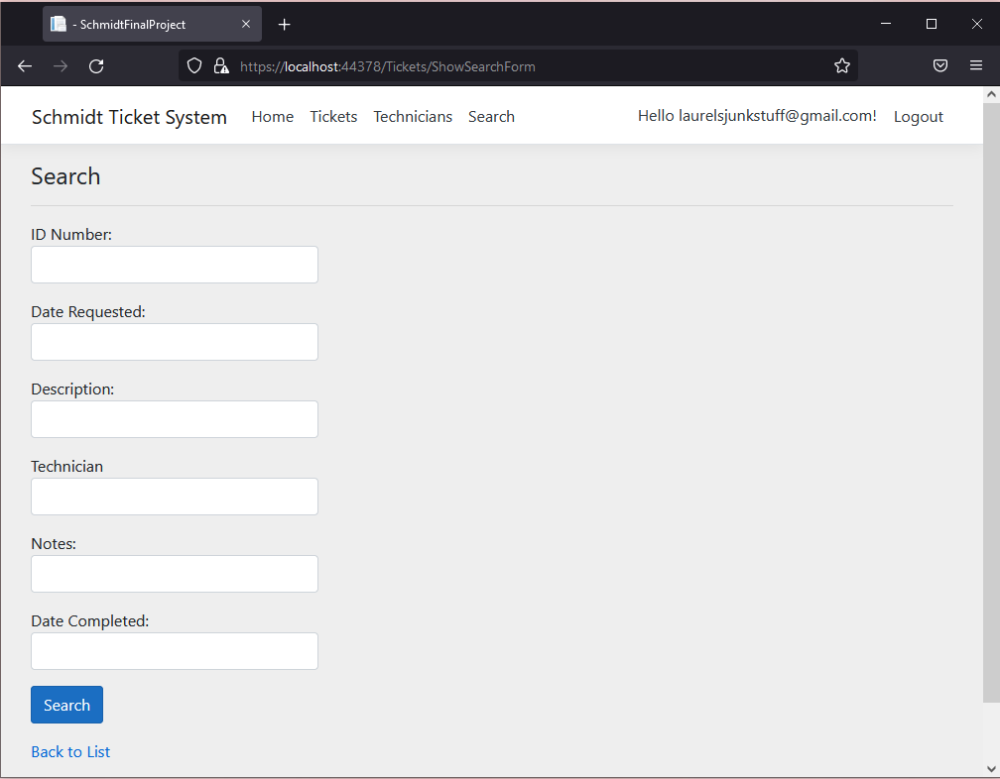 - SchmidtFinalProject
https://localhost:44378/Tickets/ShowSearchForm
Schmidt Ticket System Home Tickets Technicians Search Hello laurelsjunkstuff@gmail.com! Logout
Search
ID Number:
Date Requested:
Description:
Technician
Notes:
Date Completed:
Search
Back to List